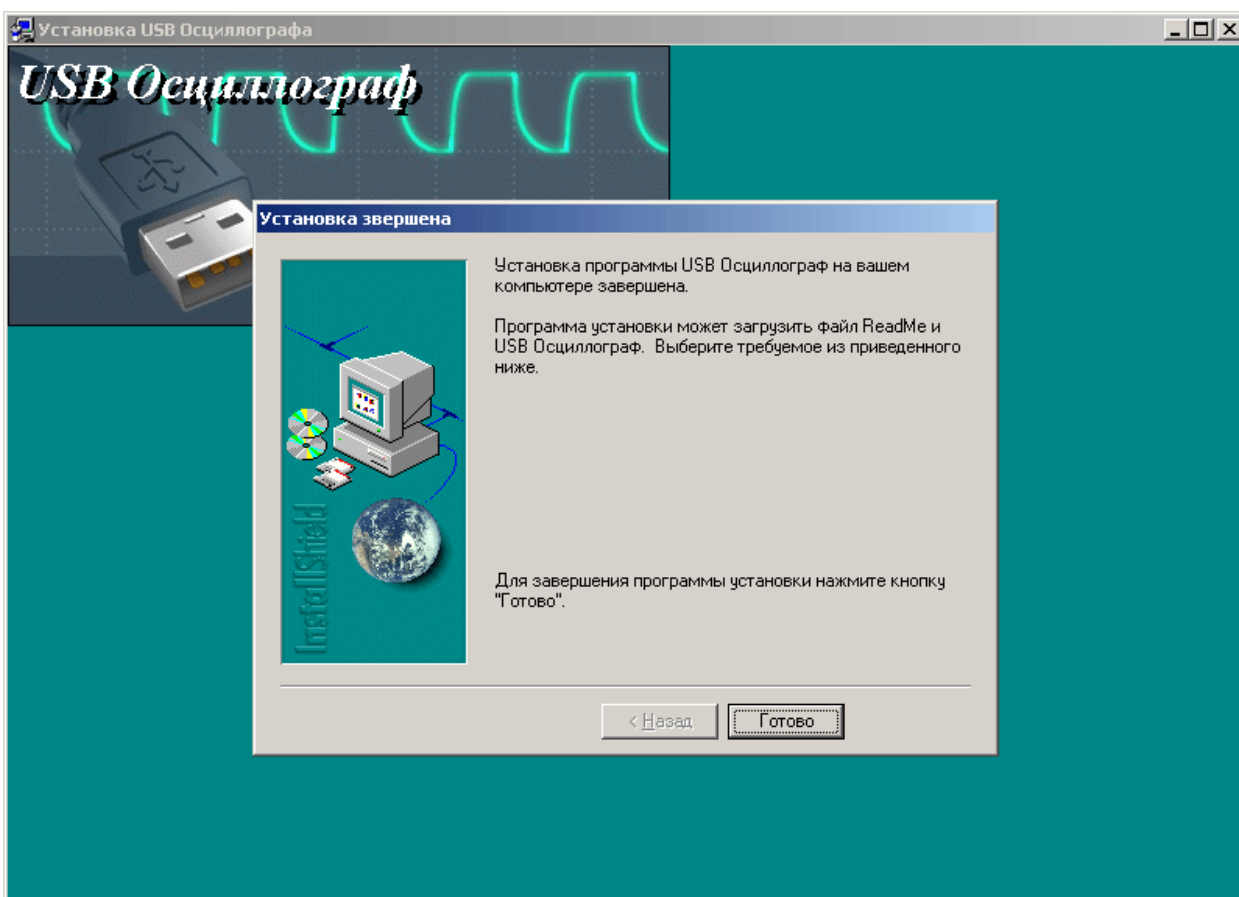 Установка USB Осциллографа
USB Осциллограф
Установка звершена
Установка программы USB Осциллограф на вашем
компьютере завершена.
Программа установки может загрузить файл ReadMe и
USB Осциллограф. Выберите требуемое из приведенного
ниже.
InstallShield
Для завершения программы установки нажмите кнопку
"Готово".
< Назад
Готово